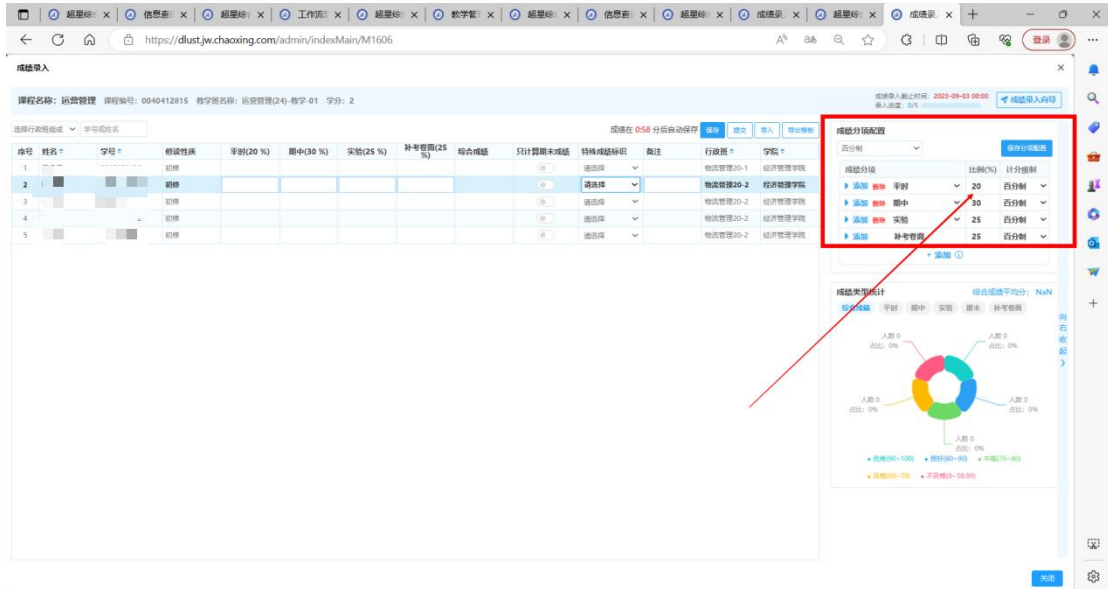 超星综
信息查
超星综
工作流
超星综
教学管
超星综
信息查
超星综
成绩录
超星综
成绩录
https://dlust.jw.chaoxing.com/admin/indexMain/M1606
登录
成绩录入
课程名称：运营管理 课程编号：0040412815 教学班名称：运营管理(24)-教学-01 学分：2
成绩录入截止时间：2023-09-03 00:00
录入进度：0/5
成绩录入向导
选择行政班组成 学号或姓名
成绩在 0:58 分后自动保存 保存 提交 导入 导出模板
序号 姓名 学号 修读性质 平时(20 %) 期中(30 %) 实验(25 %) 补考卷面(25 %) 综合成绩 只计算期末成绩 特殊成绩标识 备注 行政班 学院
1 初修 请选择 物流管理20-1 经济管理学院
2 初修 请选择 物流管理20-2 经济管理学院
3 初修 请选择 物流管理20-2 经济管理学院
4 初修 请选择 物流管理20-2 经济管理学院
5 初修 请选择 物流管理20-2 经济管理学院
成绩分项配置
百分制 保存分项配置
成绩分项 比例(%) 计分级制
添加 删除 平时 20 百分制
添加 删除 期中 30 百分制
添加 删除 实验 25 百分制
添加 补考卷面 25 百分制
+ 添加
成绩类型统计 综合成绩平均分： NaN
综合成绩 平时 期中 实验 期末 补考卷面
人数 0
占比：0%
人数 0
占比：0%
人数 0
占比：0%
人数 0
占比：0%
人数 0
占比：0%
优秀(90~100) 良好(80~90) 中等(70~80)
及格(60~70) 不及格(0~59.99)
向右收起
关闭